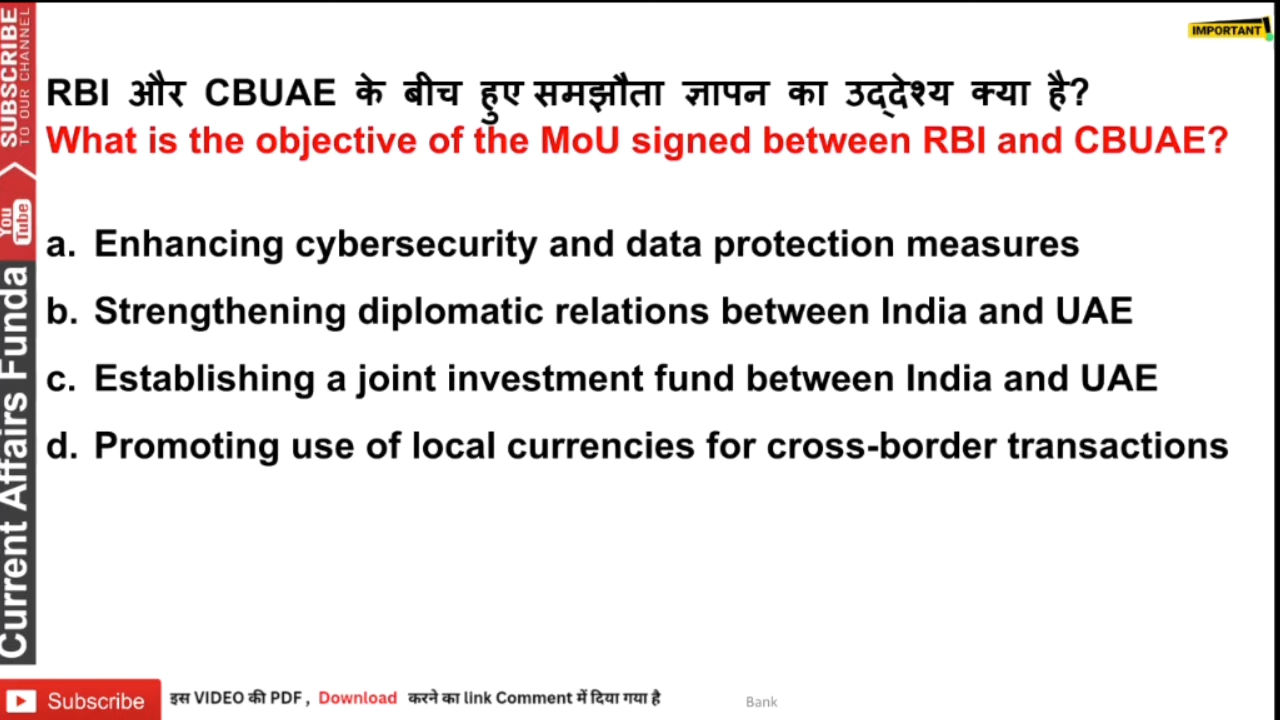 IMPORTANT
RBI और CBUAE के बीच हुए समझौता ज्ञापन का उद्देश्य क्या है?
What is the objective of the MoU signed between RBI and CBUAE?
a. Enhancing cybersecurity and data protection measures
b. Strengthening diplomatic relations between India and UAE
c. Establishing a joint investment fund between India and UAE
d. Promoting use of local currencies for cross-border transactions
SUBSCRIBE
TO OUR CHANNEL
You
Tube
Current Affairs Funda
Subscribe
इस VIDEO की PDF , Download करने का link Comment में दिया गया है
Bank